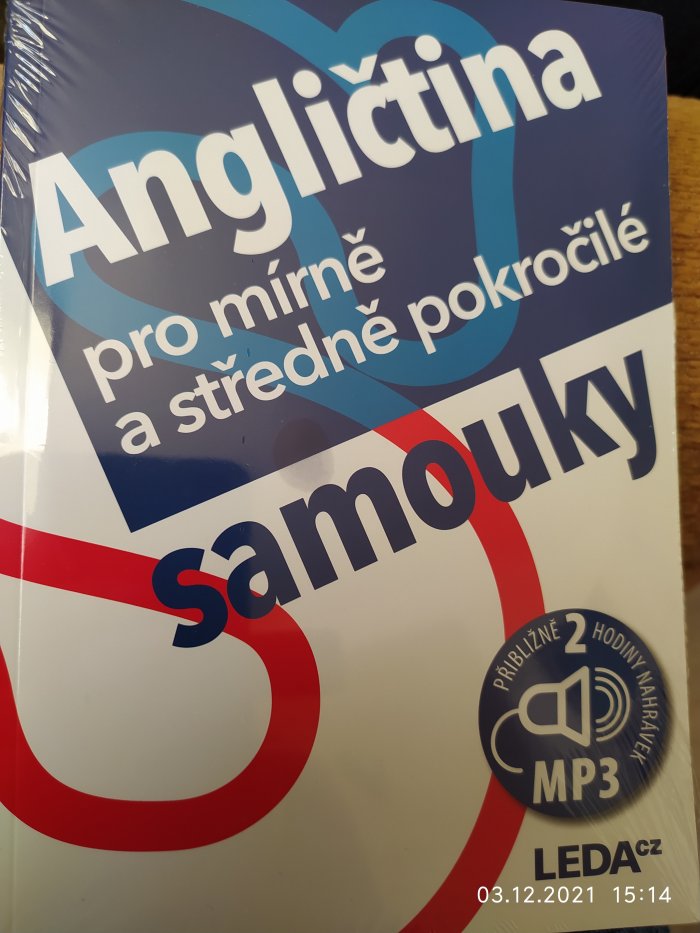 Angličtina
pro mírně
a středně pokročilé
samouky
PŘIBLIŽNĚ 2 HODINY NAHRÁVEK
MP3
LEDAcz
03.12.2021 15:14